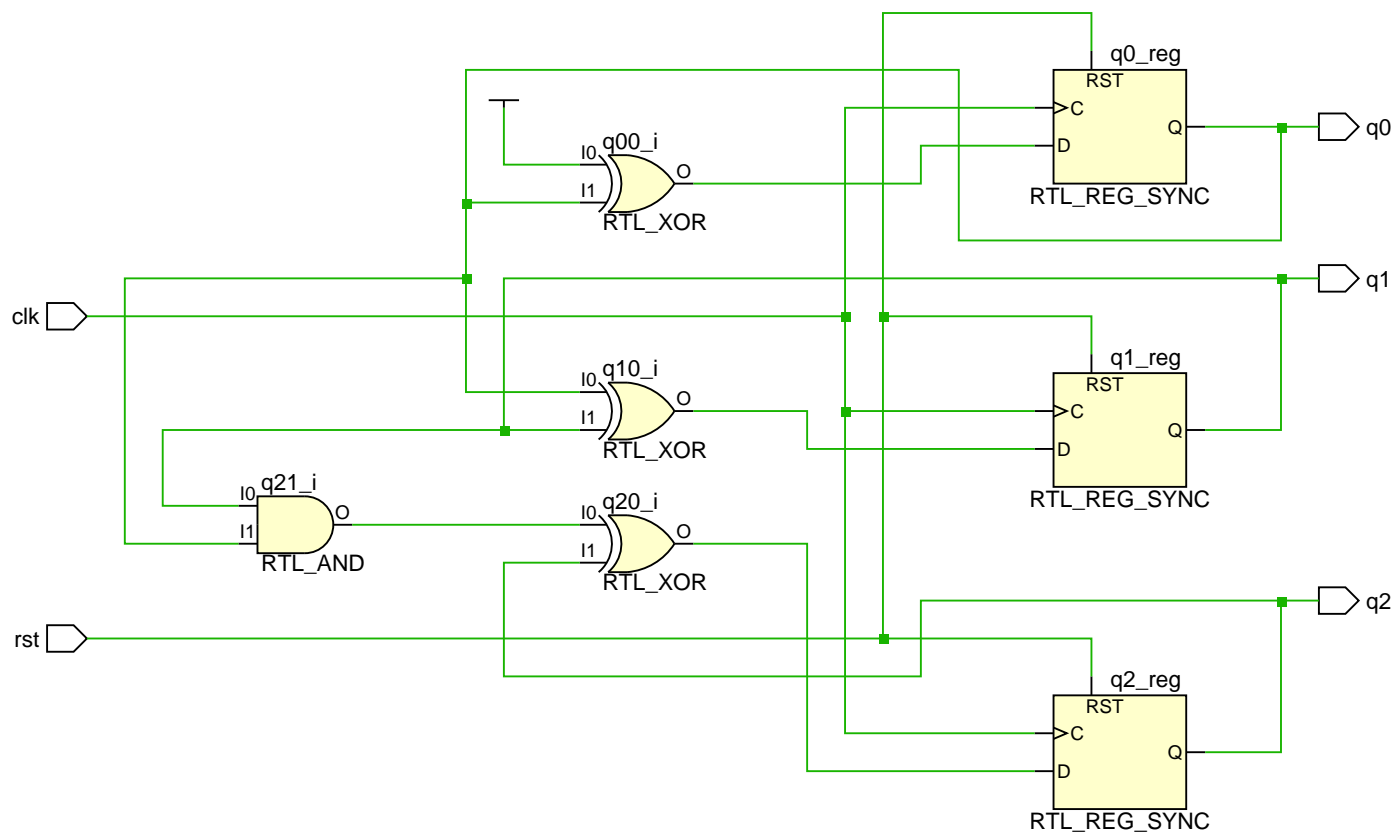 q0_reg
RST
C
Q
D
RTL_REG_SYNC
q0
q00_i
I0
O
I1
RTL_XOR
clk
q1
q10_i
I0
O
I1
RTL_XOR
q1_reg
RST
C
Q
D
RTL_REG_SYNC
q21_i
I0
O
I1
RTL_AND
q20_i
I0
O
I1
RTL_XOR
q2
rst
q2_reg
RST
C
Q
D
RTL_REG_SYNC